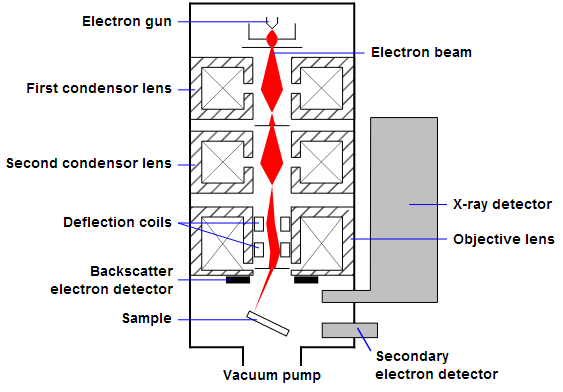 Electron gun
Electron beam
First condensor lens
Second condensor lens
X-ray detector
Deflection coils
Objective lens
Backscatter
electron detector
Sample
Secondary
electron detector
Vacuum pump